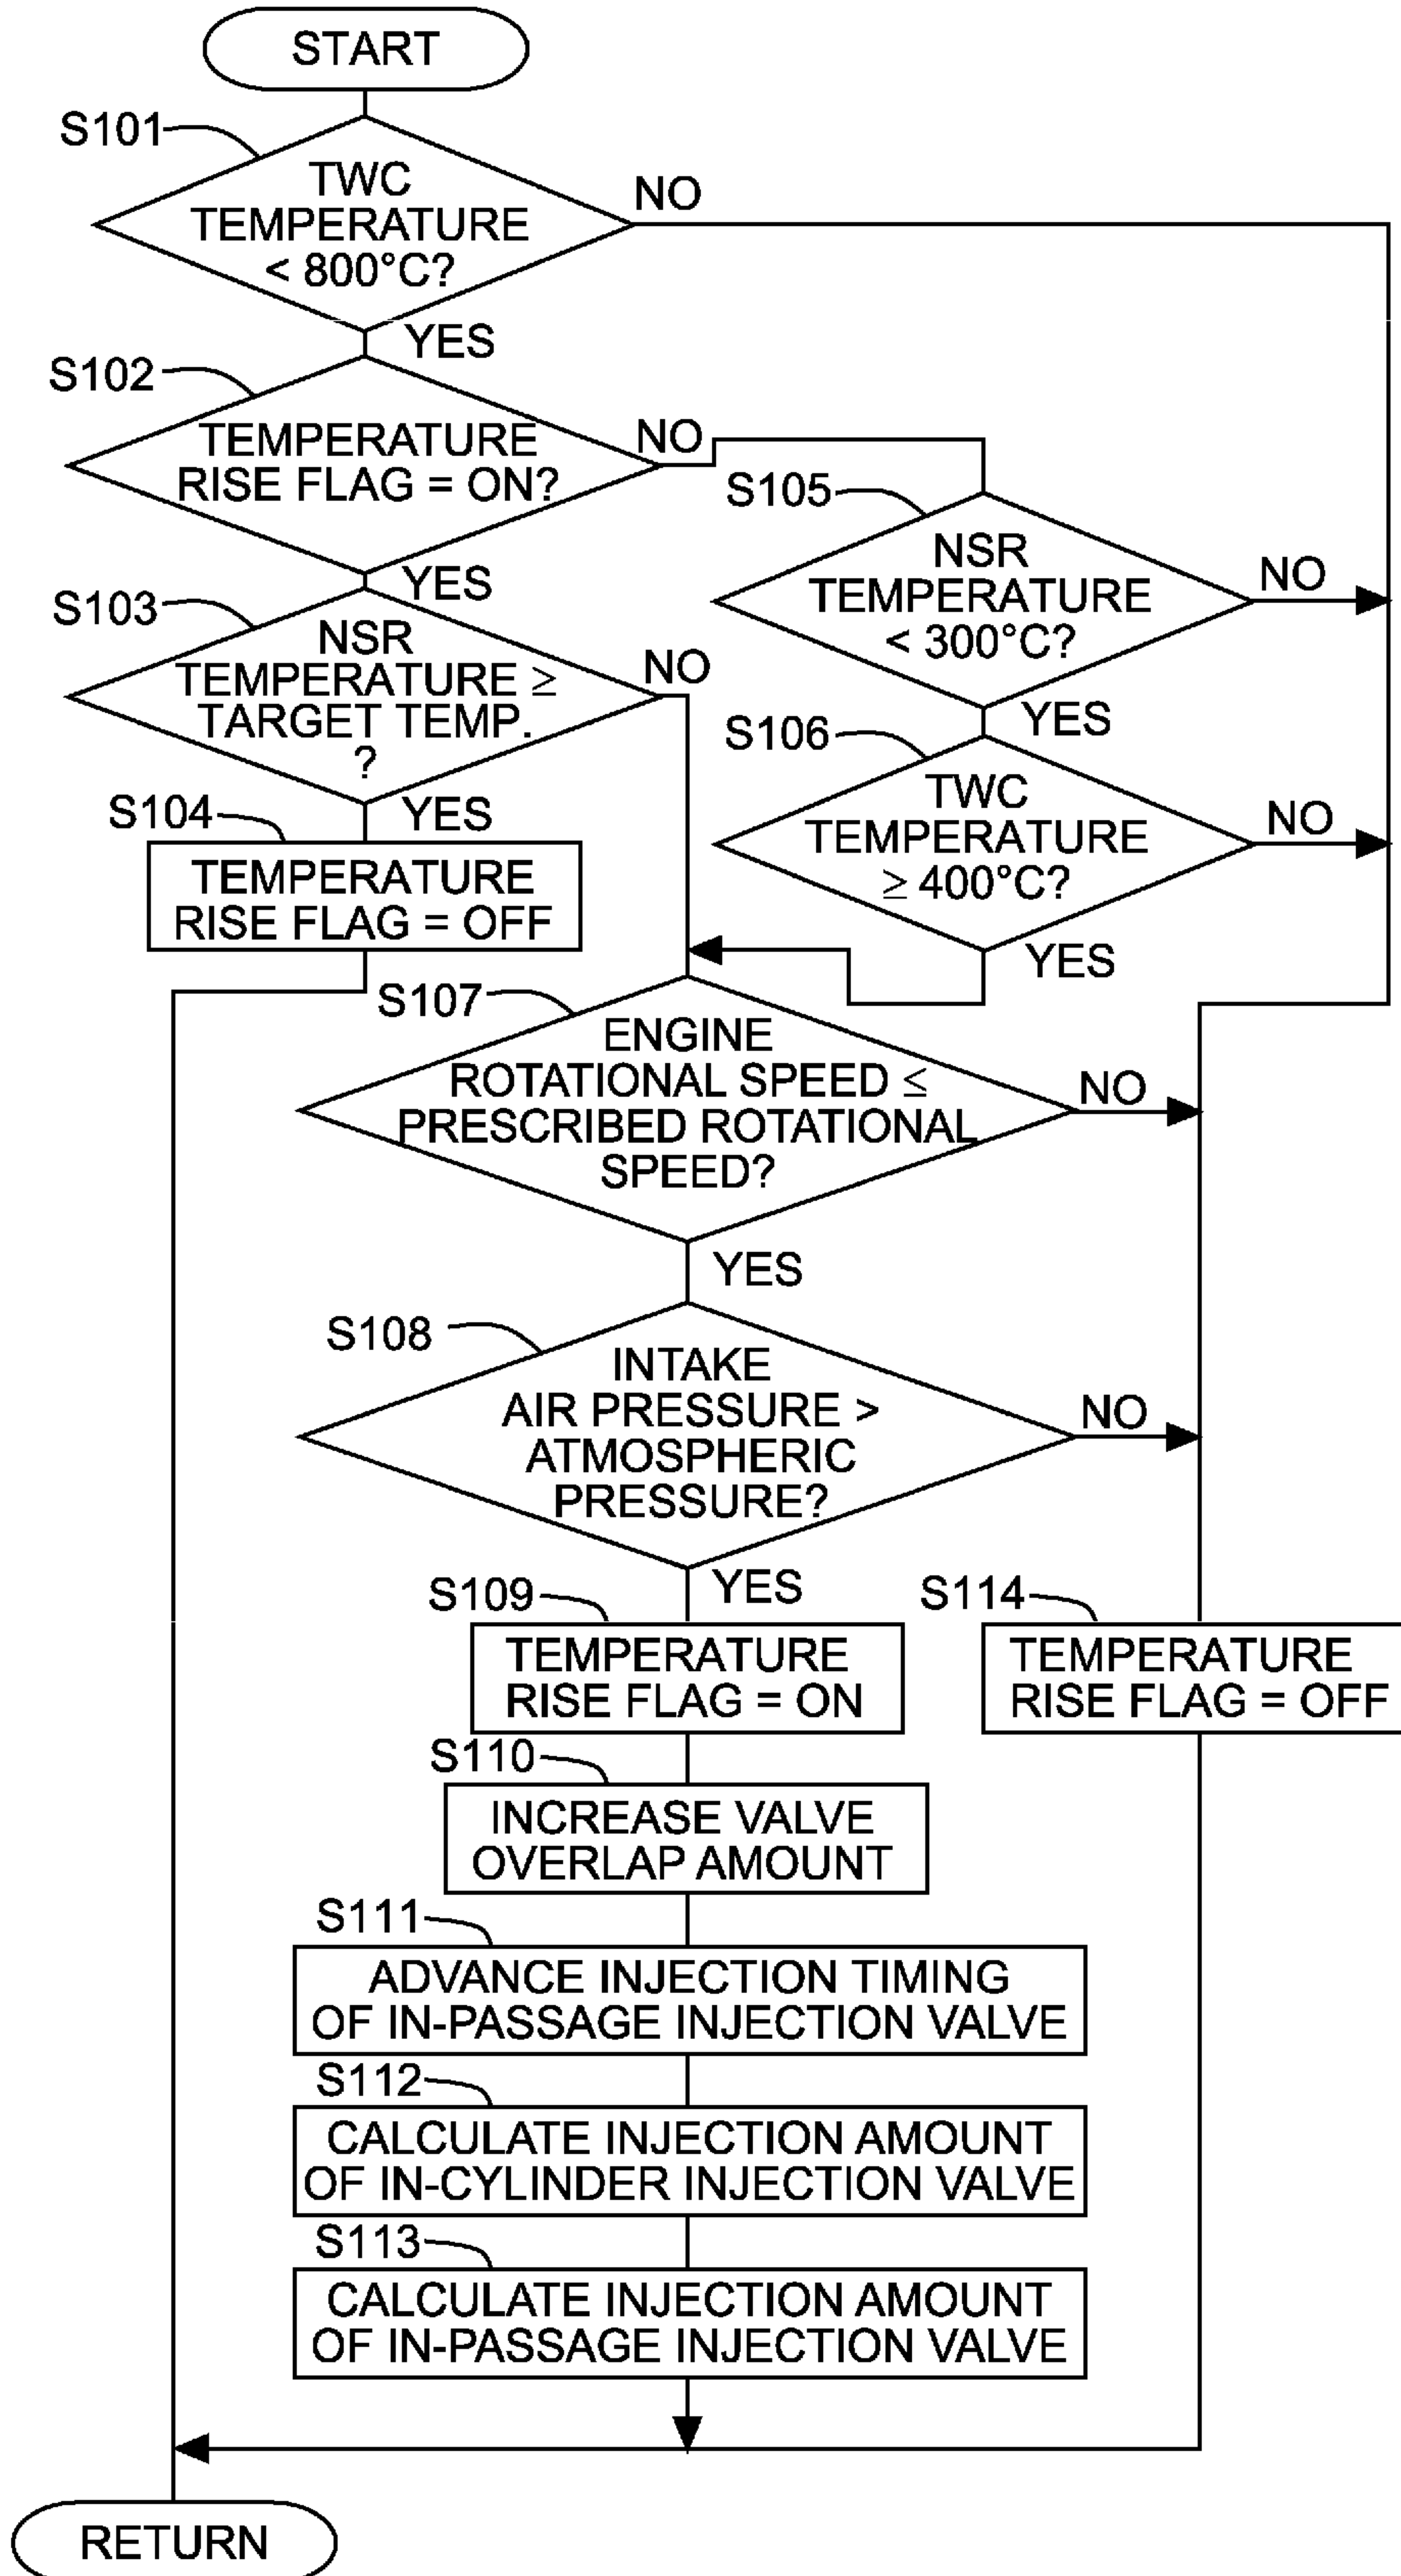 START
S101
TWC
TEMPERATURE
< 800°C?
NO
YES
S102
TEMPERATURE
RISE FLAG = ON?
NO
YES
S103
NSR
TEMPERATURE ≥
TARGET TEMP.
?
NO
YES
S104
TEMPERATURE
RISE FLAG = OFF
S105
NSR
TEMPERATURE
< 300°C?
NO
YES
S106
TWC
TEMPERATURE
≥ 400°C?
NO
YES
S107
ENGINE
ROTATIONAL SPEED ≤
PRESCRIBED ROTATIONAL
SPEED?
NO
YES
S108
INTAKE
AIR PRESSURE >
ATMOSPHERIC
PRESSURE?
NO
YES
S109
TEMPERATURE
RISE FLAG = ON
S114
TEMPERATURE
RISE FLAG = OFF
S110
INCREASE VALVE
OVERLAP AMOUNT
S111
ADVANCE INJECTION TIMING
OF IN-PASSAGE INJECTION VALVE
S112
CALCULATE INJECTION AMOUNT
OF IN-CYLINDER INJECTION VALVE
S113
CALCULATE INJECTION AMOUNT
OF IN-PASSAGE INJECTION VALVE
RETURN